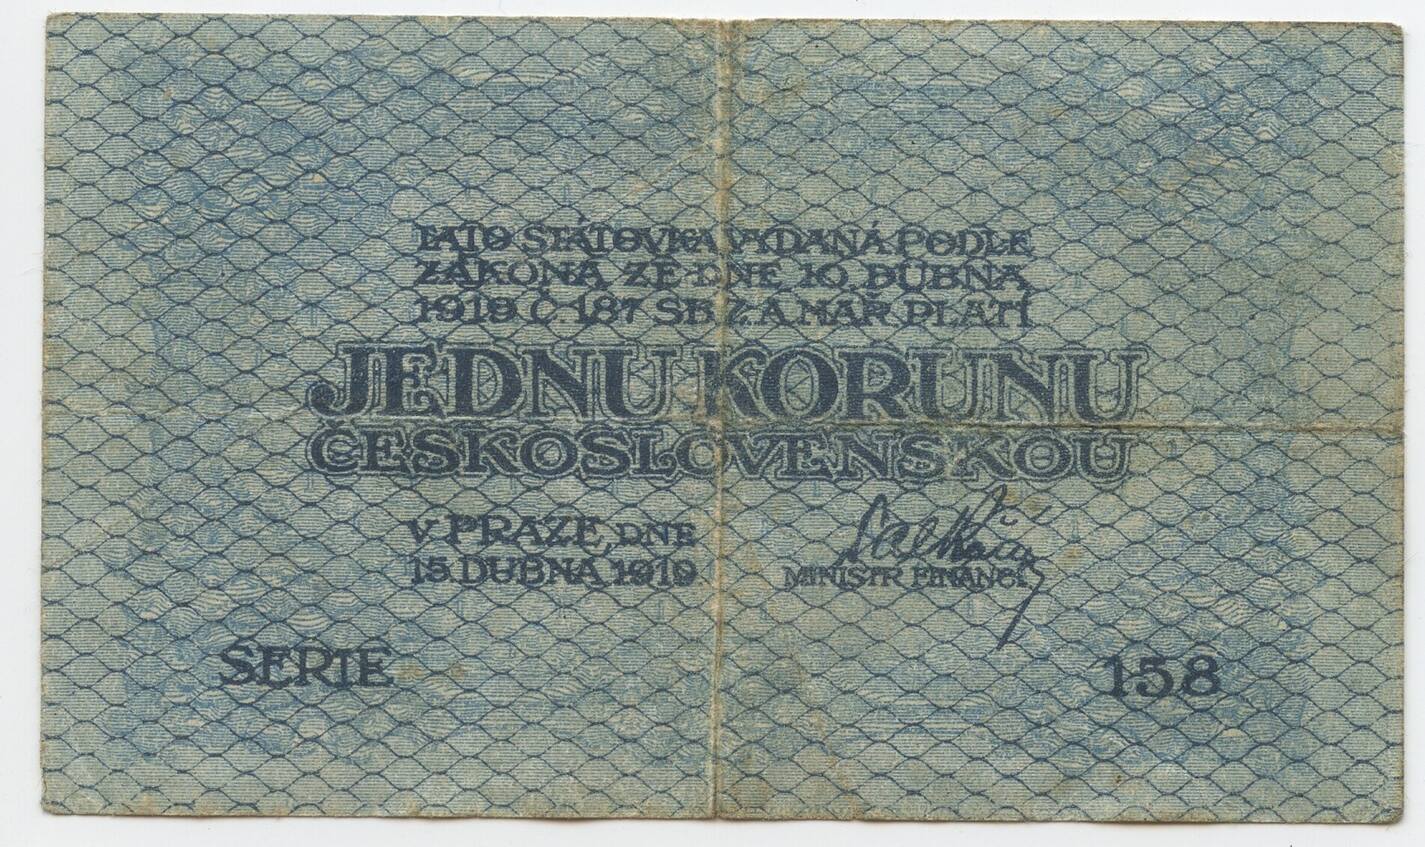 TATO STÁTOVKA VYDANÁ PODLE
ZÁKONA ZE DNE 10. DUBNA
1919 Č. 187 SB. Z. A NAŘ. PLATÍ
JEDNU KORUNU
ČESKOSLOVENSKOU
V PRAZE, DNE
15. DUBNA 1919
MINISTR FINANCÍ
SERIE 158